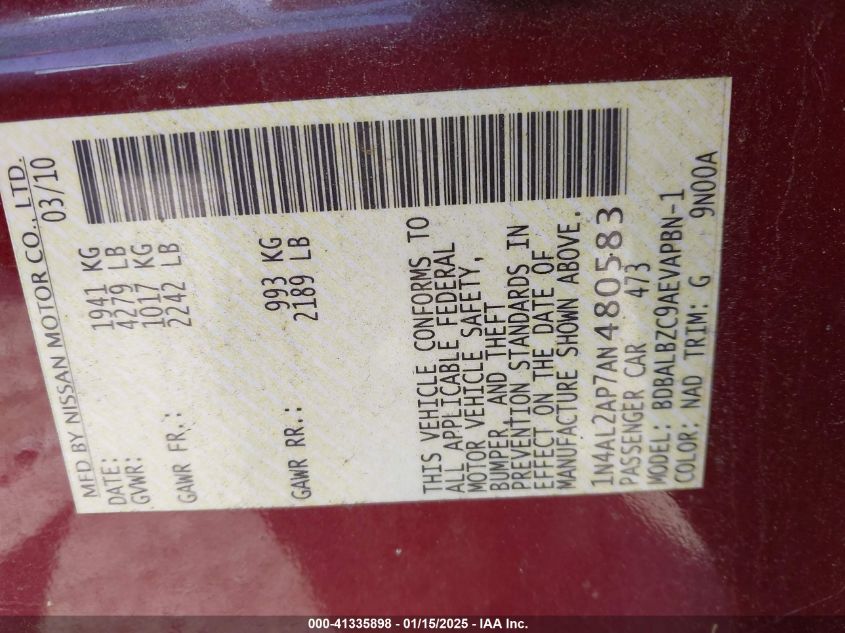 MFD BY NISSAN MOTOR CO., LTD.
DATE: 03/10
GVWR: 1941 KG
4279 LB
GAWR FR.: 1017 KG
2242 LB
GAWR RR.: 993 KG
2189 LB
THIS VEHICLE CONFORMS TO
ALL APPLICABLE FEDERAL
MOTOR VEHICLE SAFETY,
BUMPER, AND THEFT
PREVENTION STANDARDS IN
EFFECT ON THE DATE OF
MANUFACTURE SHOWN ABOVE.
1N4AL2AP7AN480583
PASSENGER CAR 473
MODEL: BDBALBZC9AEVAPBN-1
COLOR: NAD TRIM: G 9N00A
000-41335898 - 01/15/2025 - IAA Inc.